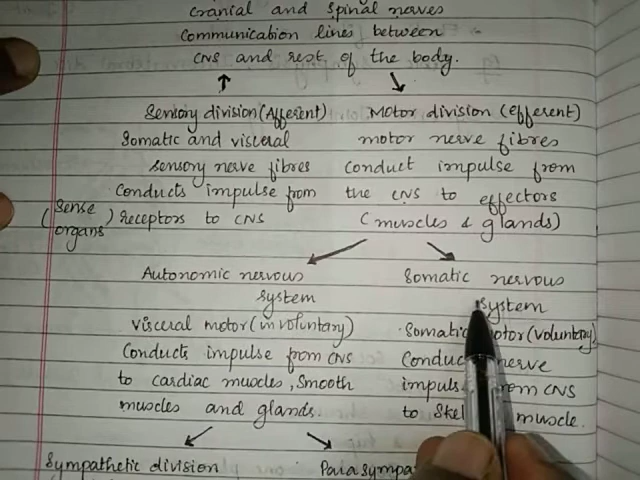 Cranial and Spinal nerves
Communication lines between
CNS and rest of the body.
Sensory division (Afferent)
Somatic and visceral
sensory nerve fibres
Conducts impulse from
(Sense organs) receptors to CNS
Motor division (efferent)
motor nerve fibres
Conduct impulse from
the CNS to effectors
(muscles & glands)
Autonomic nervous
system
Visceral motor (involuntary)
Conducts impulse from CNS
to cardiac muscles, Smooth
muscles and glands.
Somatic nervous
system
Somatic motor (voluntary)
Conduct nerve
impulse from CNS
to muscle.
Sympathetic division